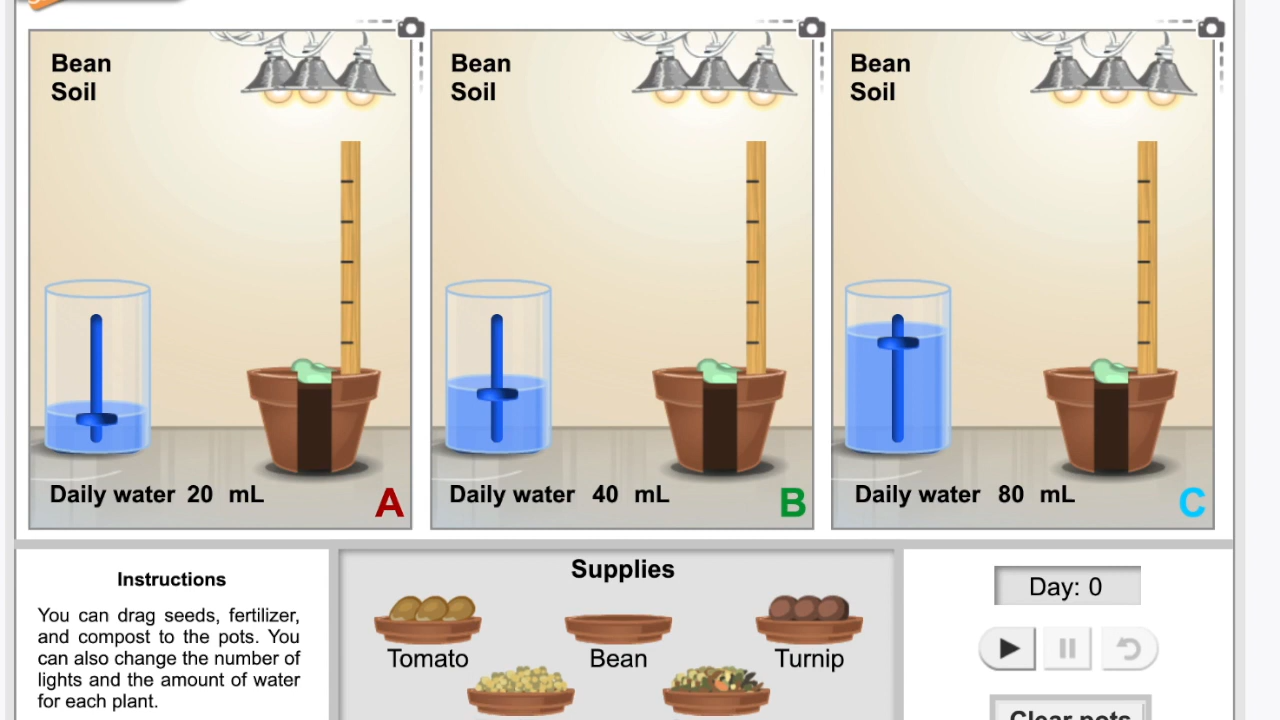 Bean
Soil
Daily water 20 mL
A
Bean
Soil
Daily water 40 mL
B
Bean
Soil
Daily water 80 mL
C
Instructions
You can drag seeds, fertilizer,
and compost to the pots. You
can also change the number of
lights and the amount of water
for each plant.
Supplies
Tomato
Bean
Turnip
Day: 0
Clear pots